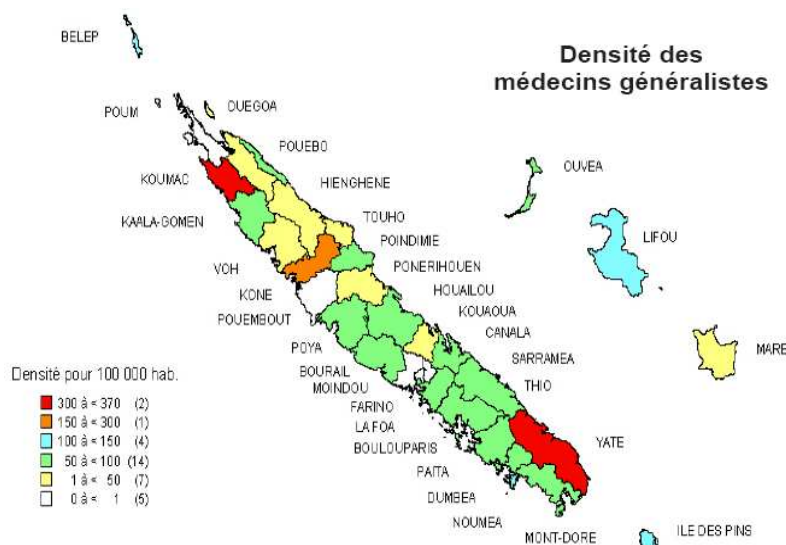 Densité des
médecins généralistes
BELEP
POUM
OUEGOA
POUEBO
KOUMAC
HIENGHENE
OUVEA
KAALA-GOMEN
TOUHO
LIFOU
POINDIMIE
VOH
PONERIHOUEN
KONE
HOUAILOU
POUEMBOUT
KOUAOUA
CANALA
POYA
SARRAMEA
MARE
BOURAIL
THIO
MOINDOU
FARINO
LA FOA
YATE
BOULOUPARIS
PAITA
DUMBEA
NOUMEA
MONT-DORE
ILE DES PINS
Densité pour 100 000 hab.
300 à < 370 (2)
150 à < 300 (1)
100 à < 150 (4)
50 à < 100 (14)
1 à < 50 (7)
0 à < 1 (5)